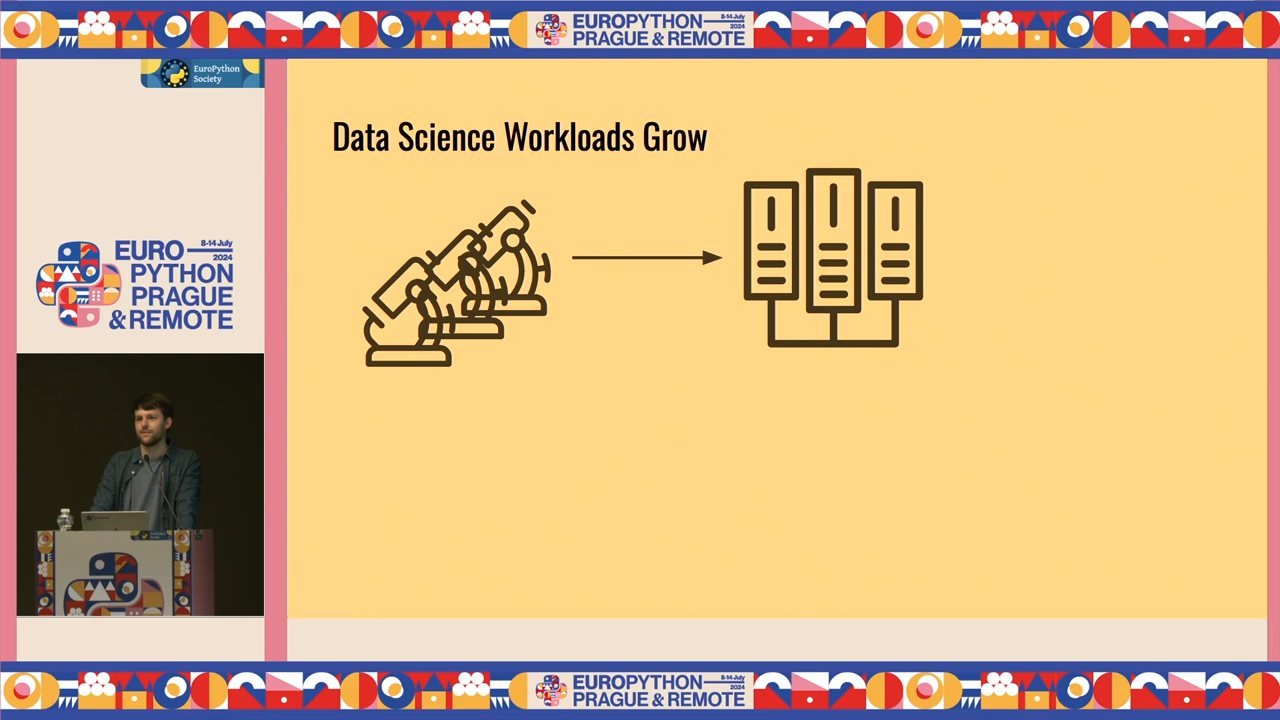 EUROPYTHON
8-14 July
2024
PRAGUE & REMOTE
EuroPython
Society
Data Science Workloads Grow
EURO
8-14 July
2024
PYTHON
PRAGUE
& REMOTE
EUROPYTHON
8-14 July
2024
PRAGUE & REMOTE